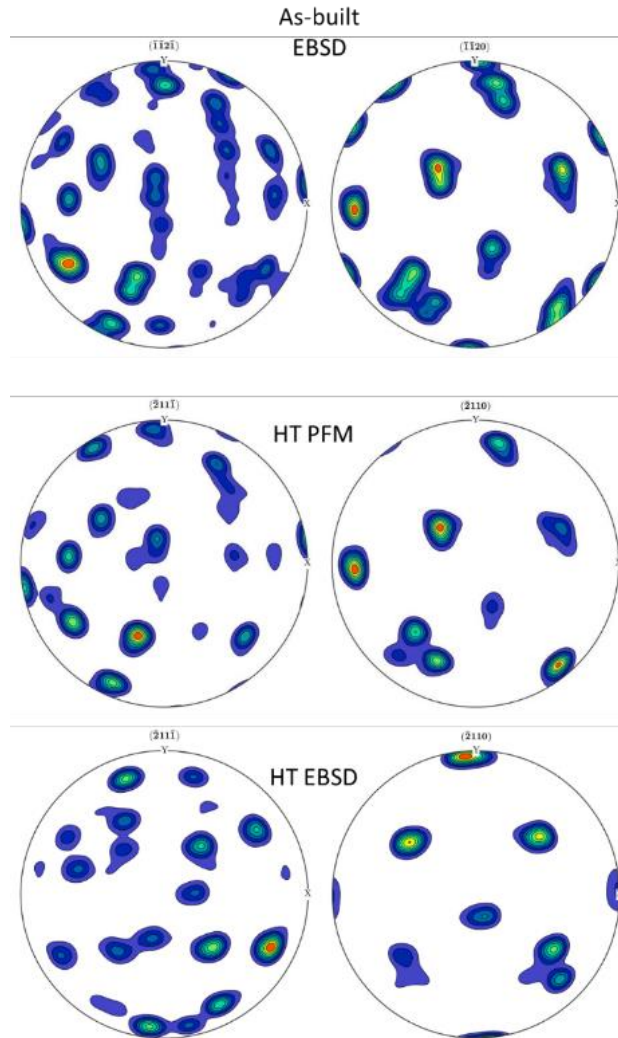 As-built
EBSD
(1̄1̄21̄) (1̄1̄20)
Y Y
X X
HT PFM
(2̄111̄) (2̄110)
Y Y
X X
HT EBSD
(2̄111̄) (2̄110)
Y Y
X X